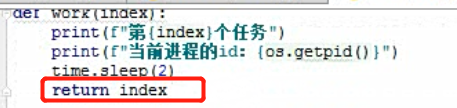 def work(index):
    print(f"第{index}个任务")
    print(f"当前进程的id: {os.getpid()}")
    time.sleep(2)
    return index